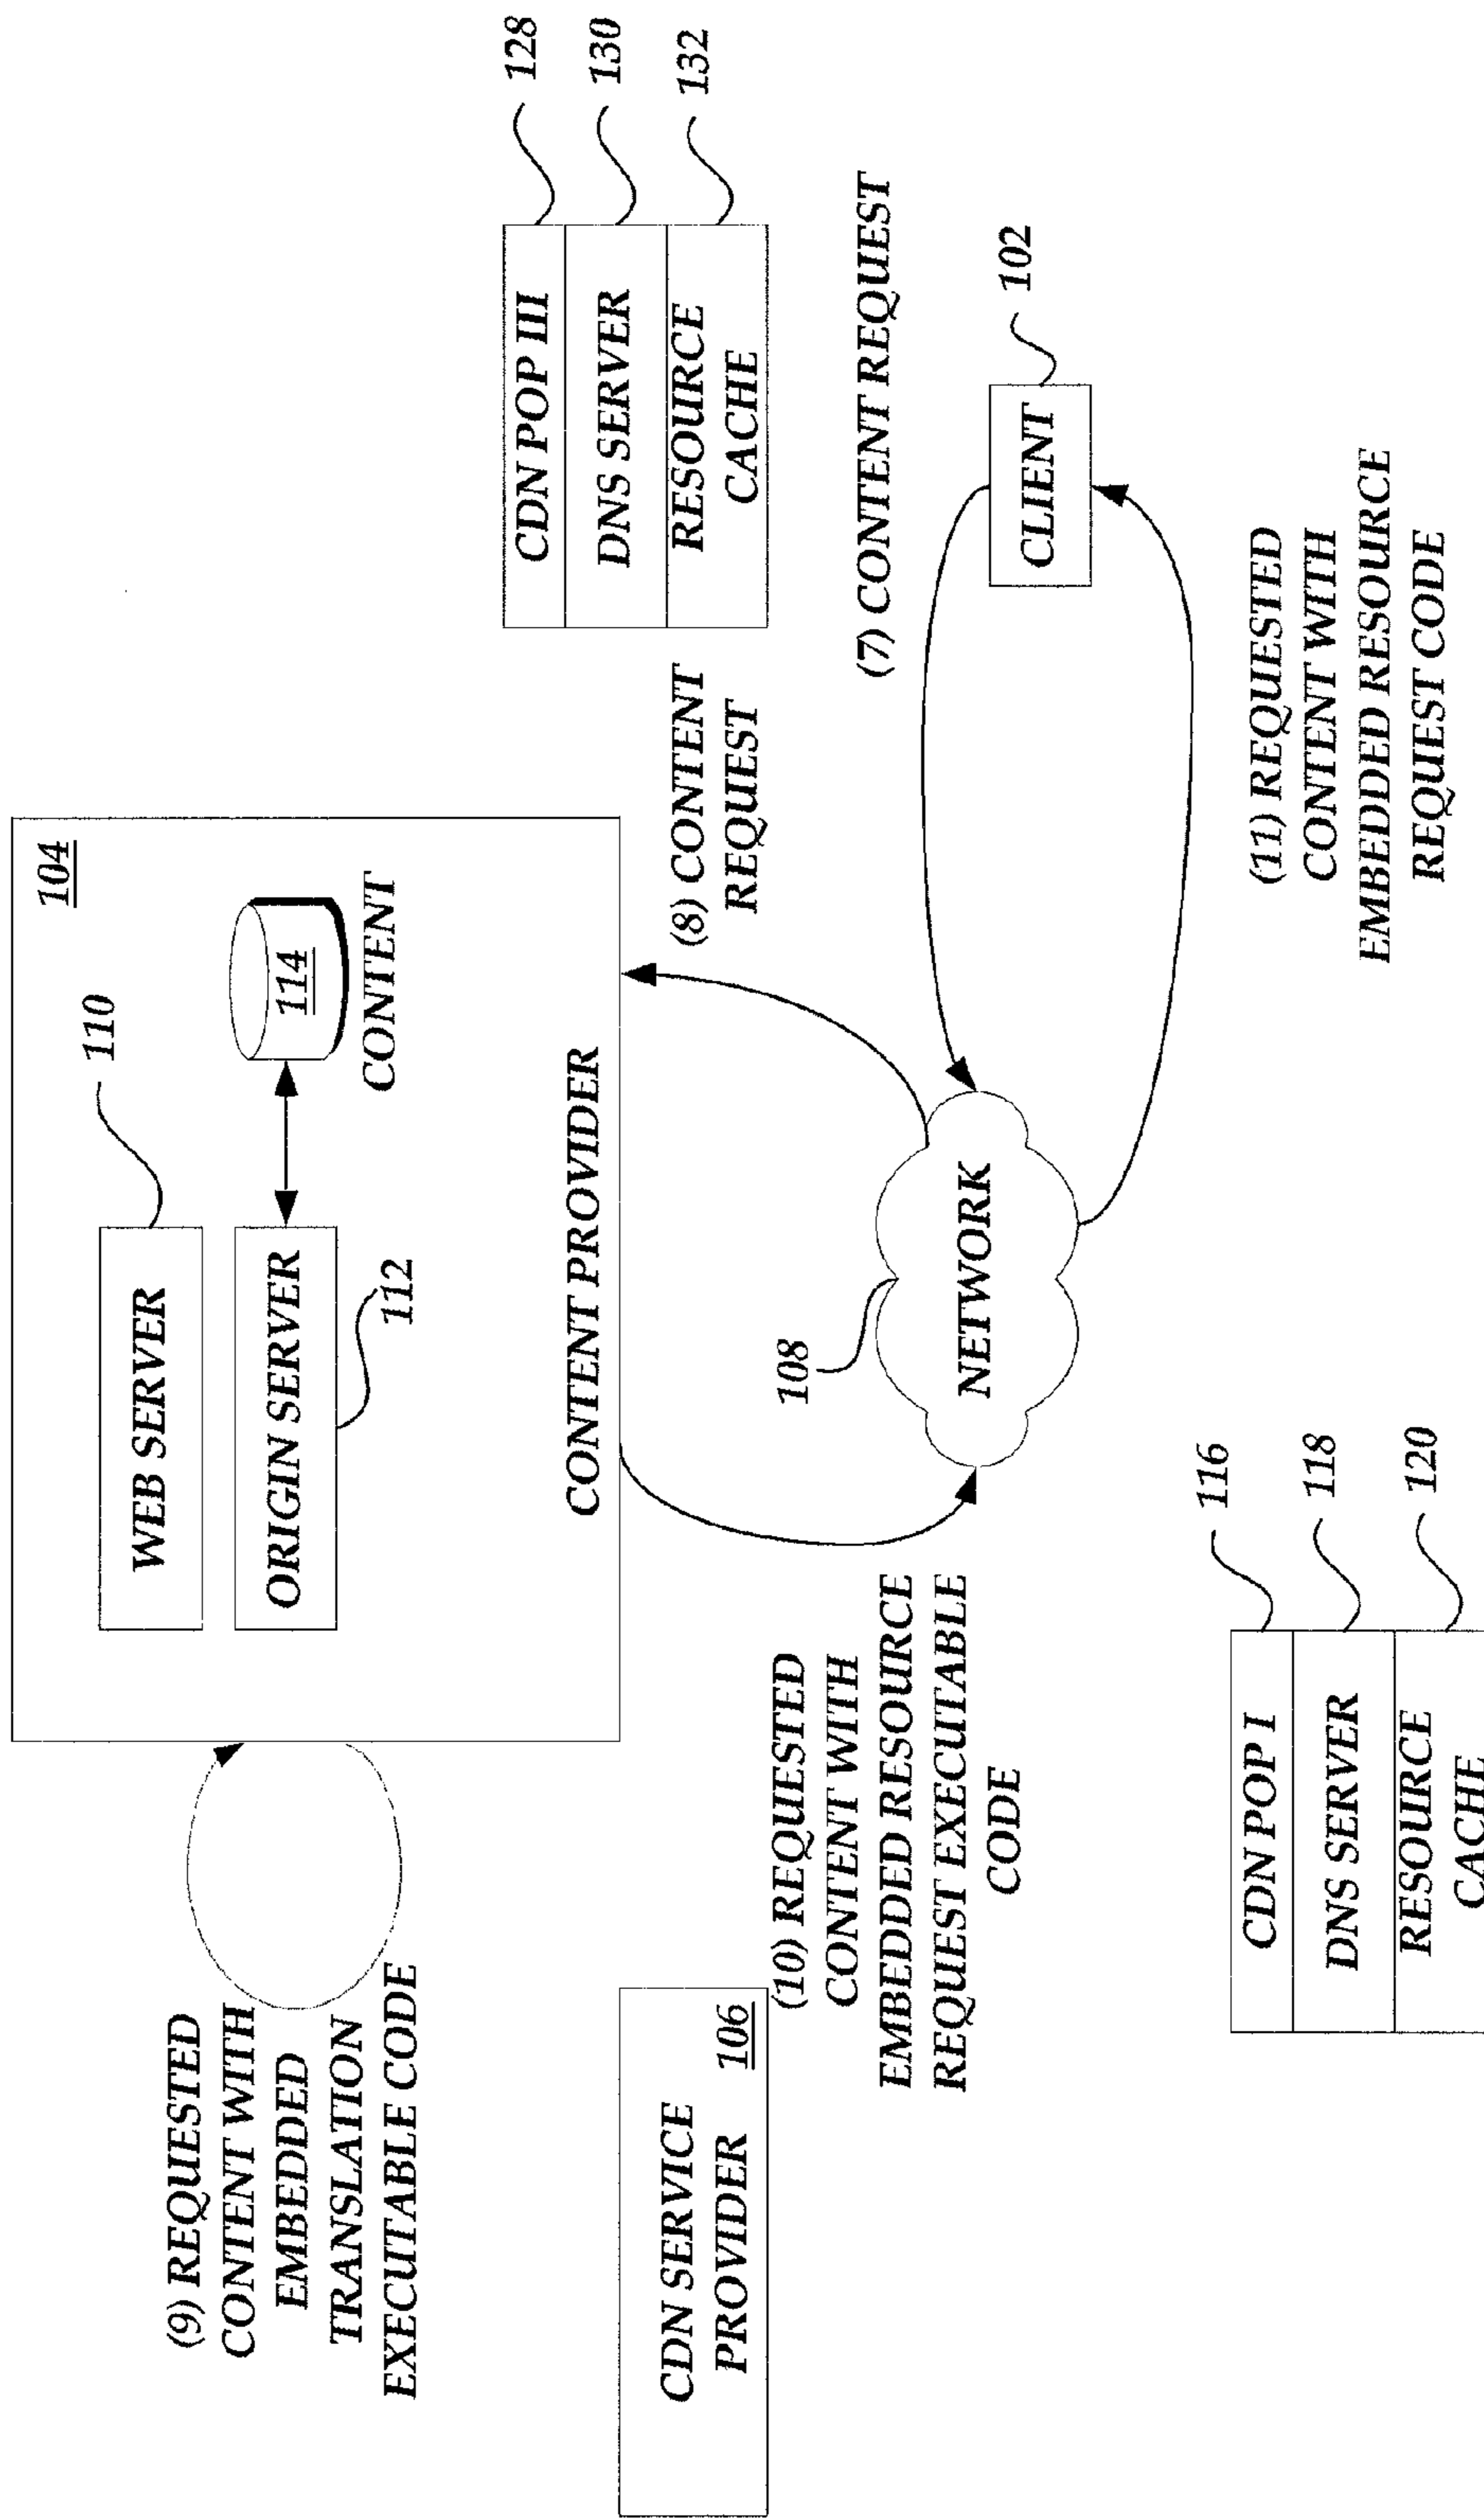 (9) REQUESTED
CONTENT WITH
EMBEDDED
TRANSLATION
EXECUTABLE CODE
WEB SERVER
110
ORIGIN SERVER
112
114
CONTENT
104
CONTENT PROVIDER
CDN SERVICE
PROVIDER
106
(10) REQUESTED
CONTENT WITH
EMBEDDED RESOURCE
REQUEST EXECUTABLE
CODE
(8) CONTENT
REQUEST
CDN POP III
DNS SERVER
RESOURCE
CACHE
128
130
132
108
NETWORK
(7) CONTENT REQUEST
CLIENT
102
CDN POP I
DNS SERVER
RESOURCE
CACHE
116
118
120
(11) REQUESTED
CONTENT WITH
EMBEDDED RESOURCE
REQUEST CODE